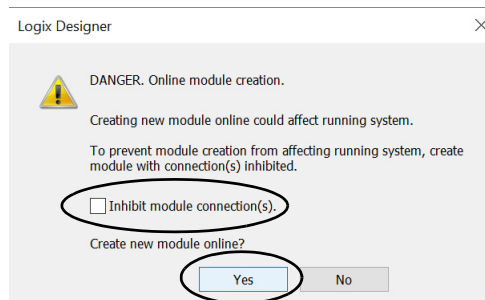 Logix Designer
DANGER. Online module creation.
Creating new module online could affect running system.
To prevent module creation from affecting running system, create
module with connection(s) inhibited.
Inhibit module connection(s).
Create new module online?
Yes No